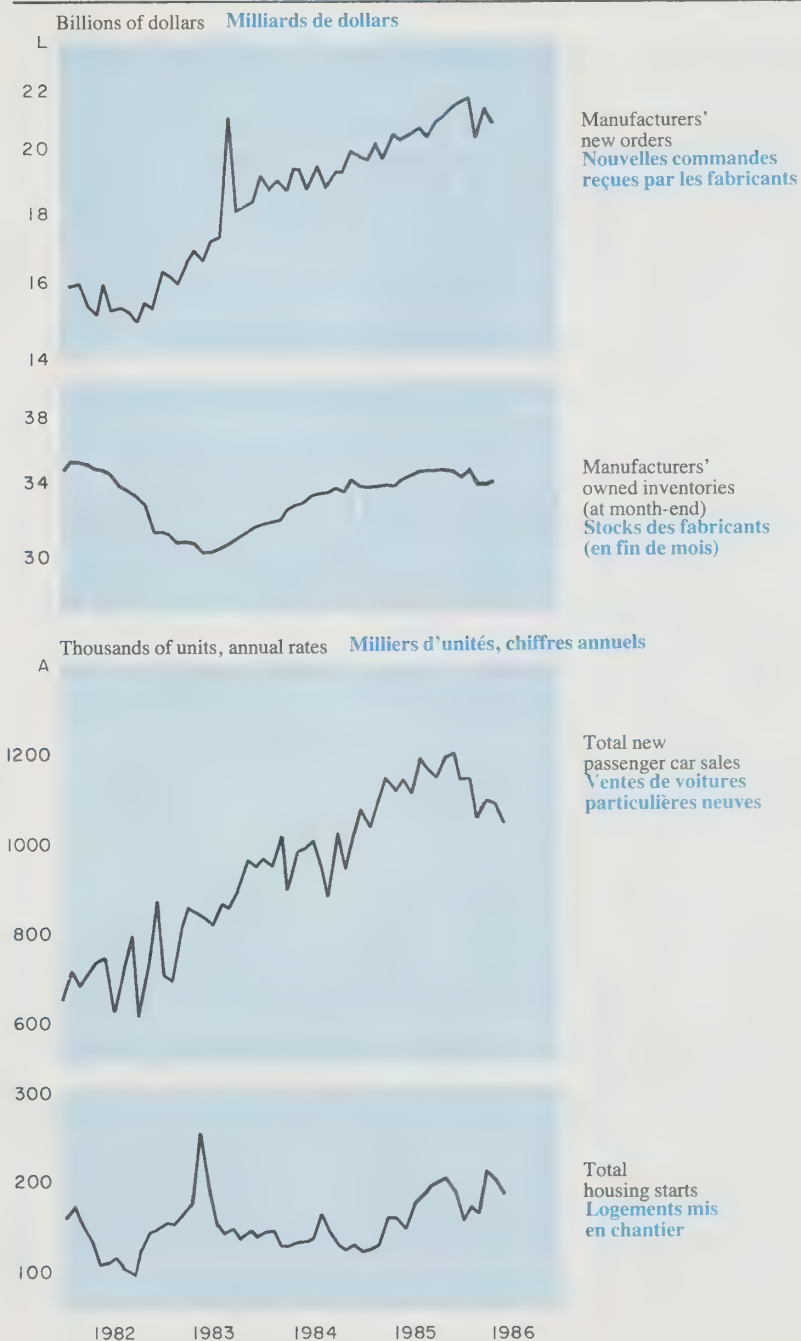 Billions of dollars Milliards de dollars
L
22
20
18
16
14
Manufacturers'
new orders
Nouvelles commandes
reçues par les fabricants
38
34
30
Manufacturers'
owned inventories
(at month-end)
Stocks des fabricants
(en fin de mois)
Thousands of units, annual rates Milliers d'unités, chiffres annuels
A
1200
1000
800
600
Total new
passenger car sales
Ventes de voitures
particulières neuves
300
200
100
Total
housing starts
Logements mis
en chantier
1982 1983 1984 1985 1986